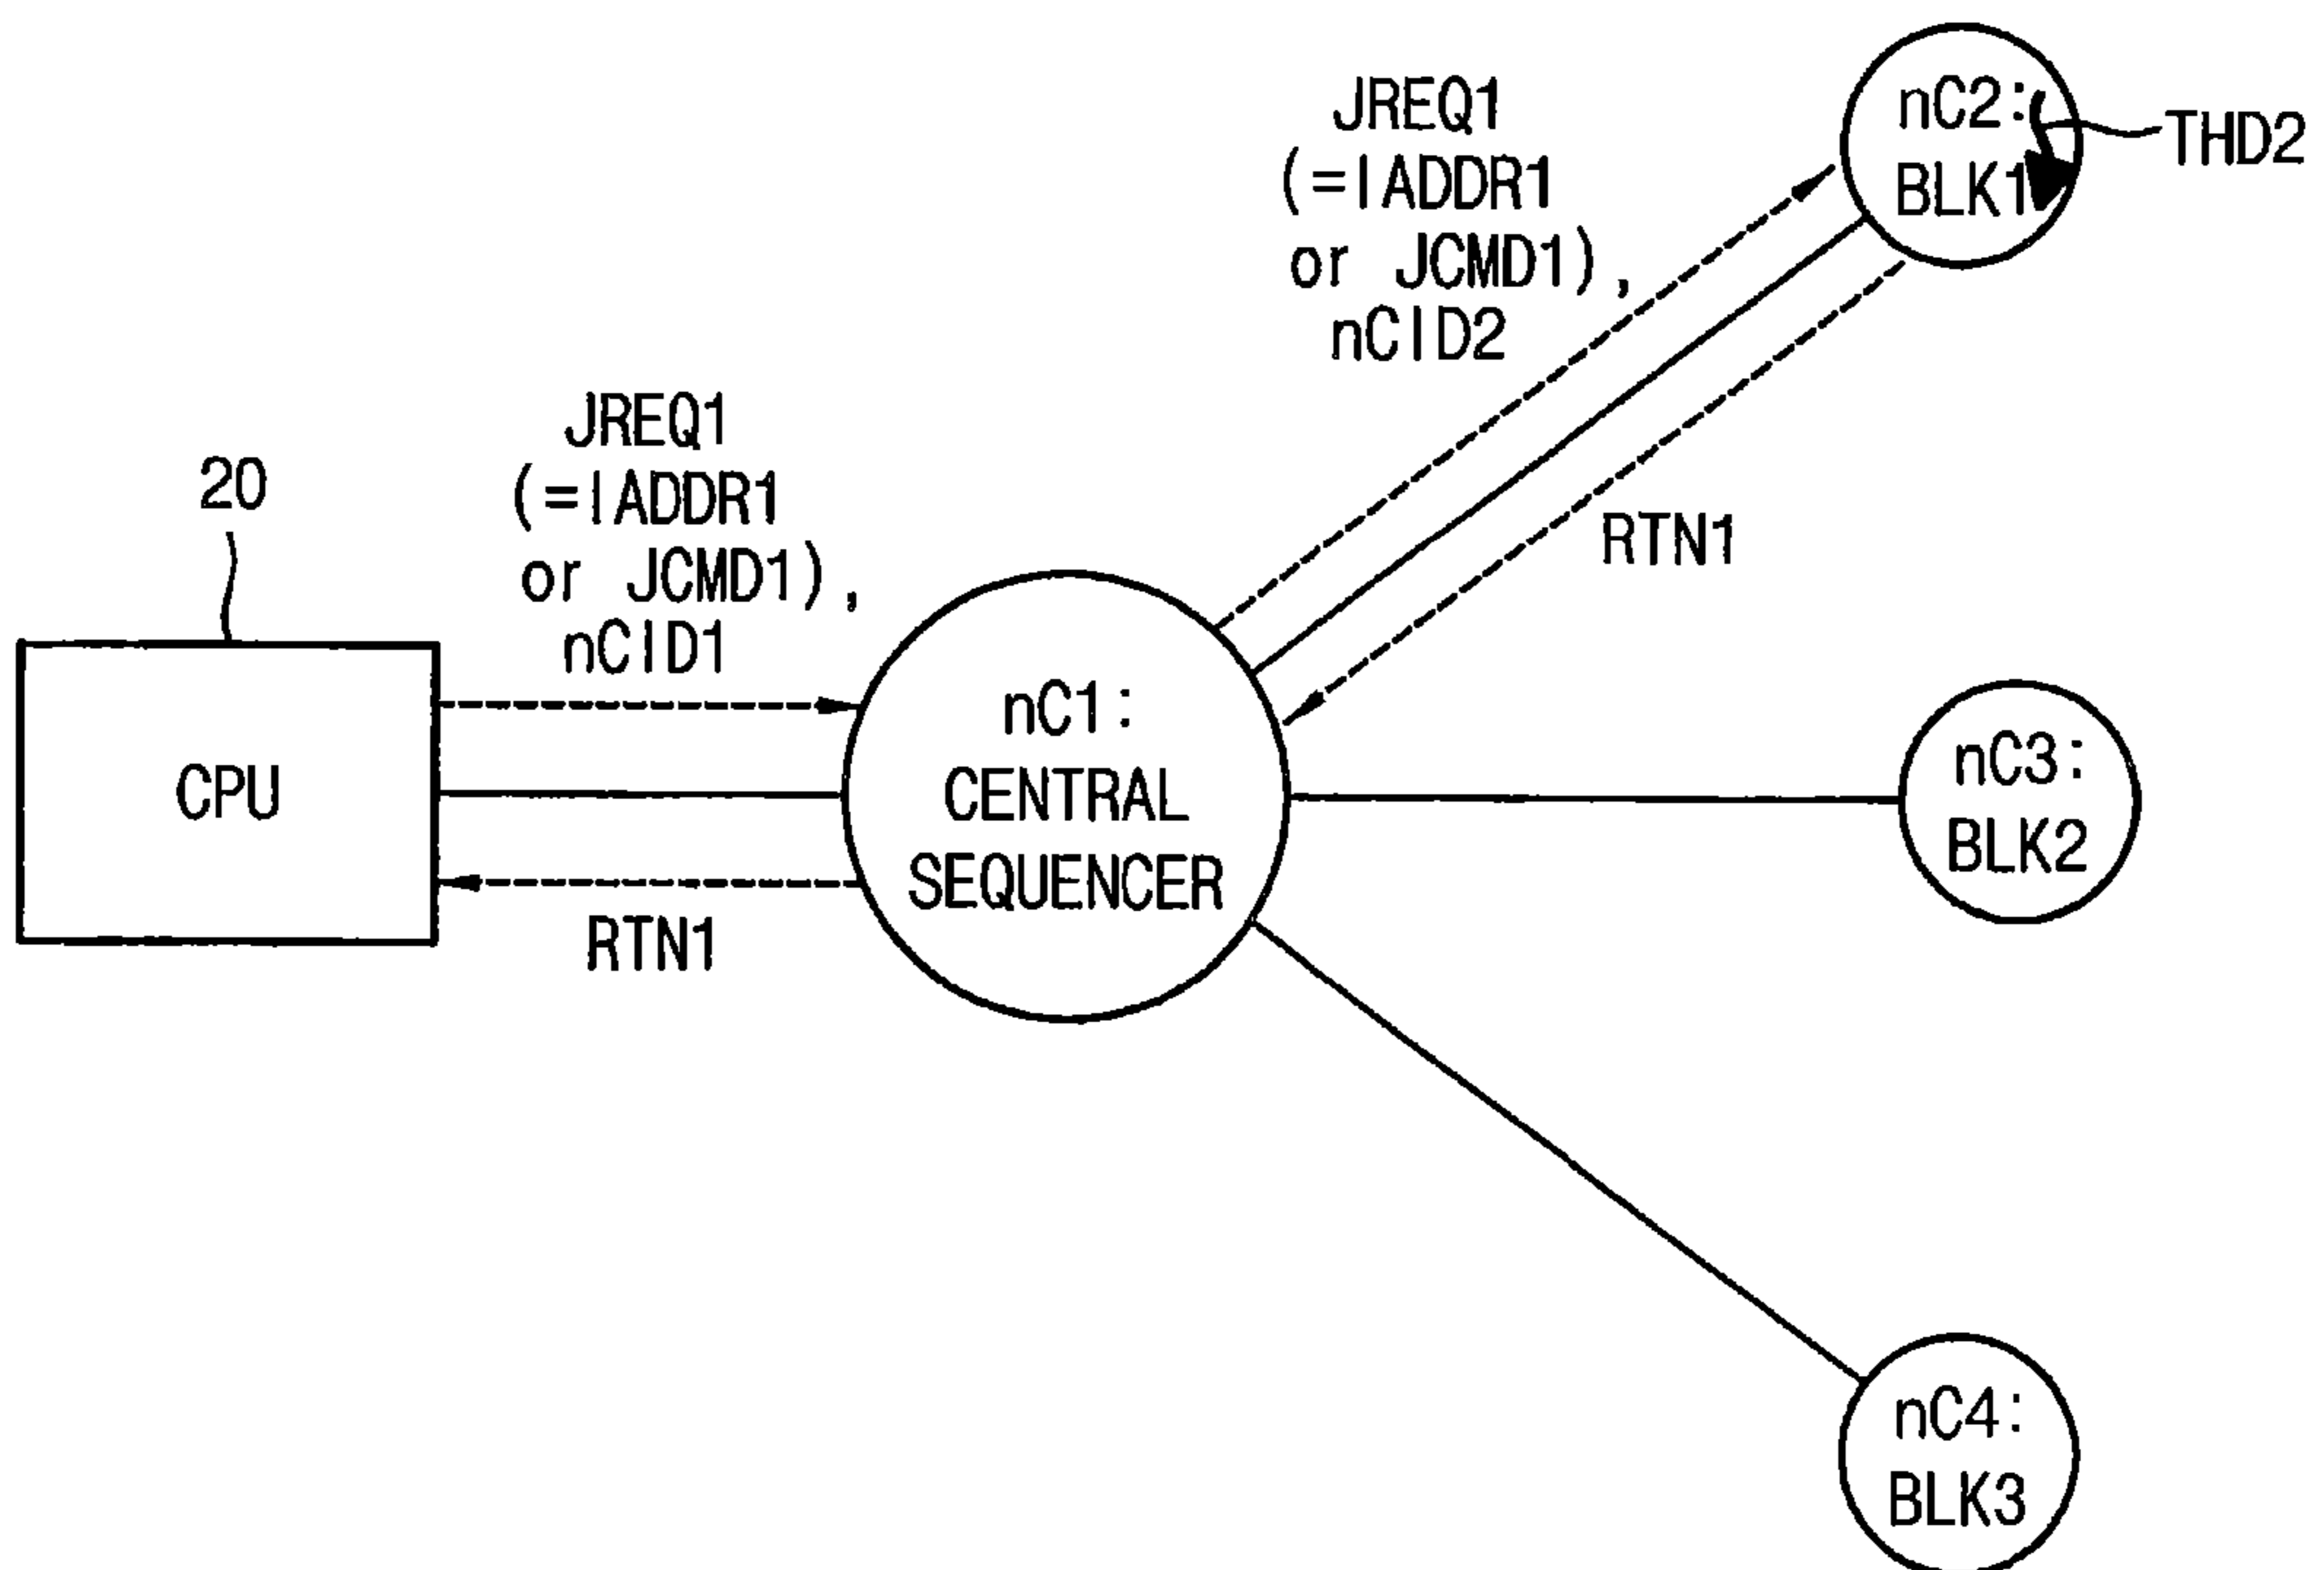 JREQ1
(=IADDR1
or JCMD1),
nCID2
nC2:
BLK1
THD2
JREQ1
(=IADDR1
or JCMD1),
nCID1
20
RTN1
CPU
nC1:
CENTRAL
SEQUENCER
nC3:
BLK2
RTN1
nC4:
BLK3